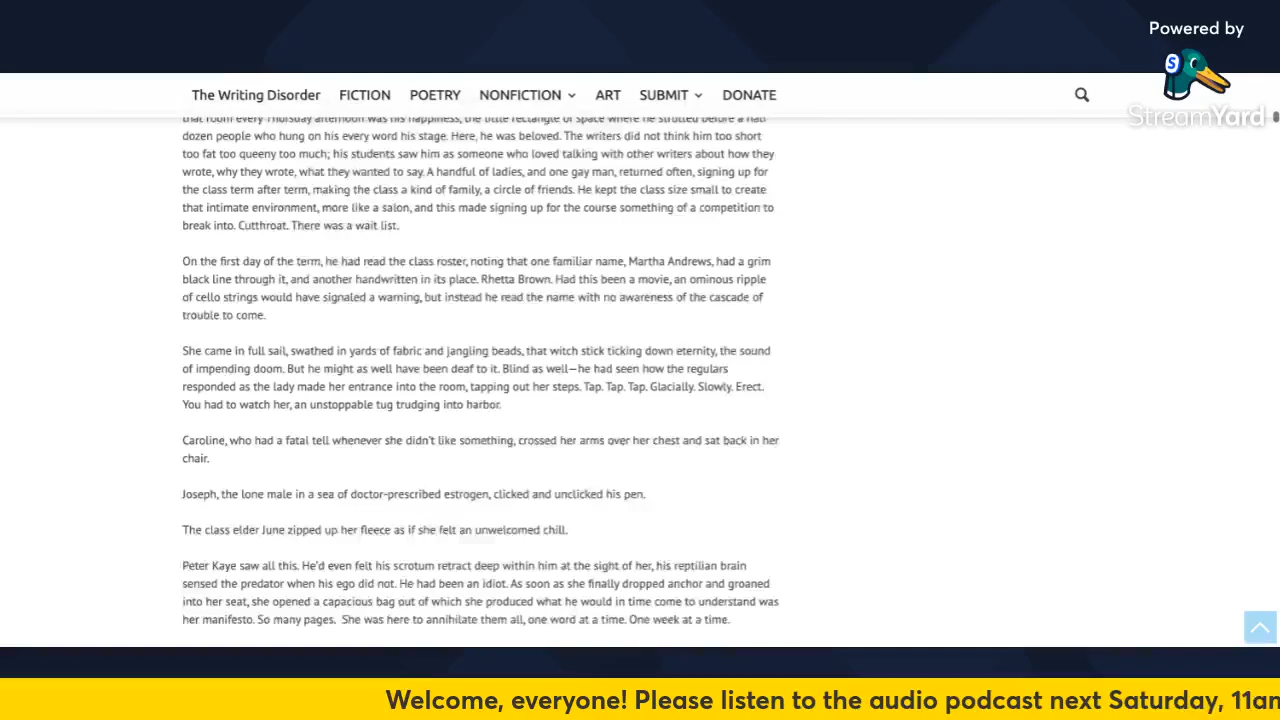 Powered by
StreamYard
The Writing Disorder FICTION POETRY NONFICTION ART SUBMIT DONATE
that room every Thursday afternoon was his happiness, the little rectangle of space where he strutted before a half
dozen people who hung on his every word his stage. Here, he was beloved. The writers did not think him too short
too fat too queeny too much; his students saw him as someone who loved talking with other writers about how they
wrote, why they wrote, what they wanted to say. A handful of ladies, and one gay man, returned often, signing up for
the class term after term, making the class a kind of family, a circle of friends. He kept the class size small to create
that intimate environment, more like a salon, and this made signing up for the course something of a competition to
break into. Cutthroat. There was a wait list.
On the first day of the term, he had read the class roster, noting that one familiar name, Martha Andrews, had a grim
black line through it, and another handwritten in its place. Rhetta Brown. Had this been a movie, an ominous ripple
of cello strings would have signaled a warning, but instead he read the name with no awareness of the cascade of
trouble to come.
She came in full sail, swathed in yards of fabric and jangling beads, that witch stick ticking down eternity, the sound
of impending doom. But he might as well have been deaf to it. Blind as well—he had seen how the regulars
responded as the lady made her entrance into the room, tapping out her steps. Tap. Tap. Tap. Glacially. Slowly. Erect.
You had to watch her, an unstoppable tug trudging into harbor.
Caroline, who had a fatal tell whenever she didn't like something, crossed her arms over her chest and sat back in her
chair.
Joseph, the lone male in a sea of doctor-prescribed estrogen, clicked and unclicked his pen.
The class elder June zipped up her fleece as if she felt an unwelcomed chill.
Peter Kaye saw all this. He'd even felt his scrotum retract deep within him at the sight of her, his reptilian brain
sensed the predator when his ego did not. He had been an idiot. As soon as she finally dropped anchor and groaned
into her seat, she opened a capacious bag out of which she produced what he would in time come to understand was
her manifesto. So many pages. She was here to annihilate them all, one word at a time. One week at a time.
Welcome, everyone! Please listen to the audio podcast next Saturday, 11am